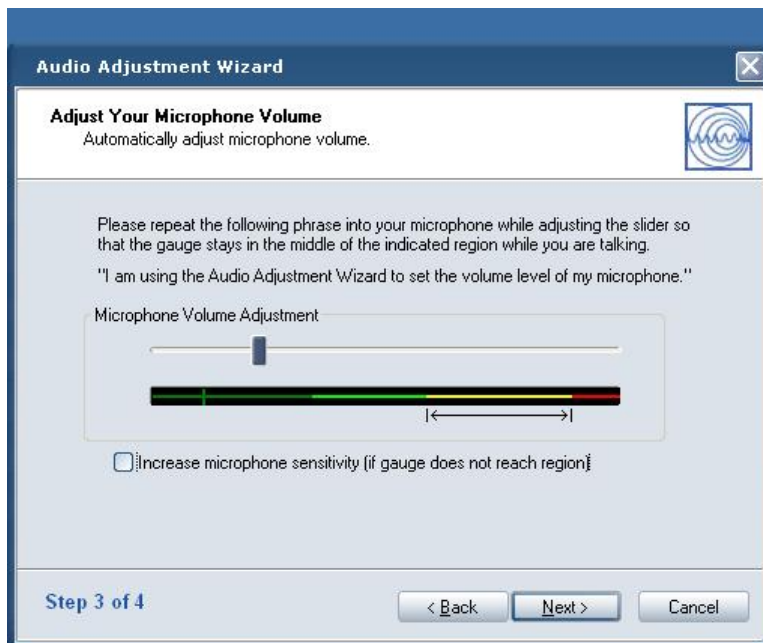 Audio Adjustment Wizard
Adjust Your Microphone Volume
Automatically adjust microphone volume.
Please repeat the following phrase into your microphone while adjusting the slider so
that the gauge stays in the middle of the indicated region while you are talking.
"I am using the Audio Adjustment Wizard to set the volume level of my microphone."
Microphone Volume Adjustment
Increase microphone sensitivity (if gauge does not reach region)
Step 3 of 4
< Back
Next >
Cancel